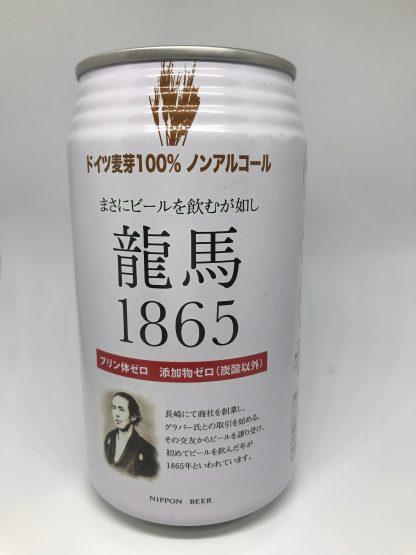 ドイツ麦芽100% ノンアルコール
まさにビールを飲むが如し
龍馬
1865
プリン体ゼロ 添加物ゼロ(炭酸以外)
長崎にて商社を創業し、
グラバー氏との取引を始める。
その交友からビールを譲り受け、
初めてビールを飲んだ年が
1865年といわれています。
NIPPON BEER